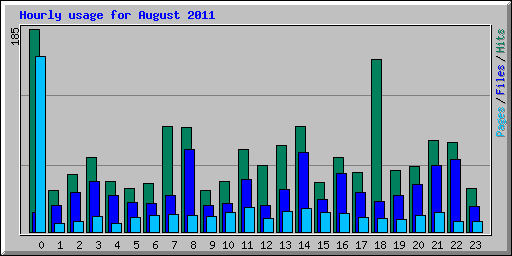 Hourly usage for August 2011
185
Pages / Files / Hits
0 1 2 3 4 5 6 7 8 9 10 11 12 13 14 15 16 17 18 19 20 21 22 23